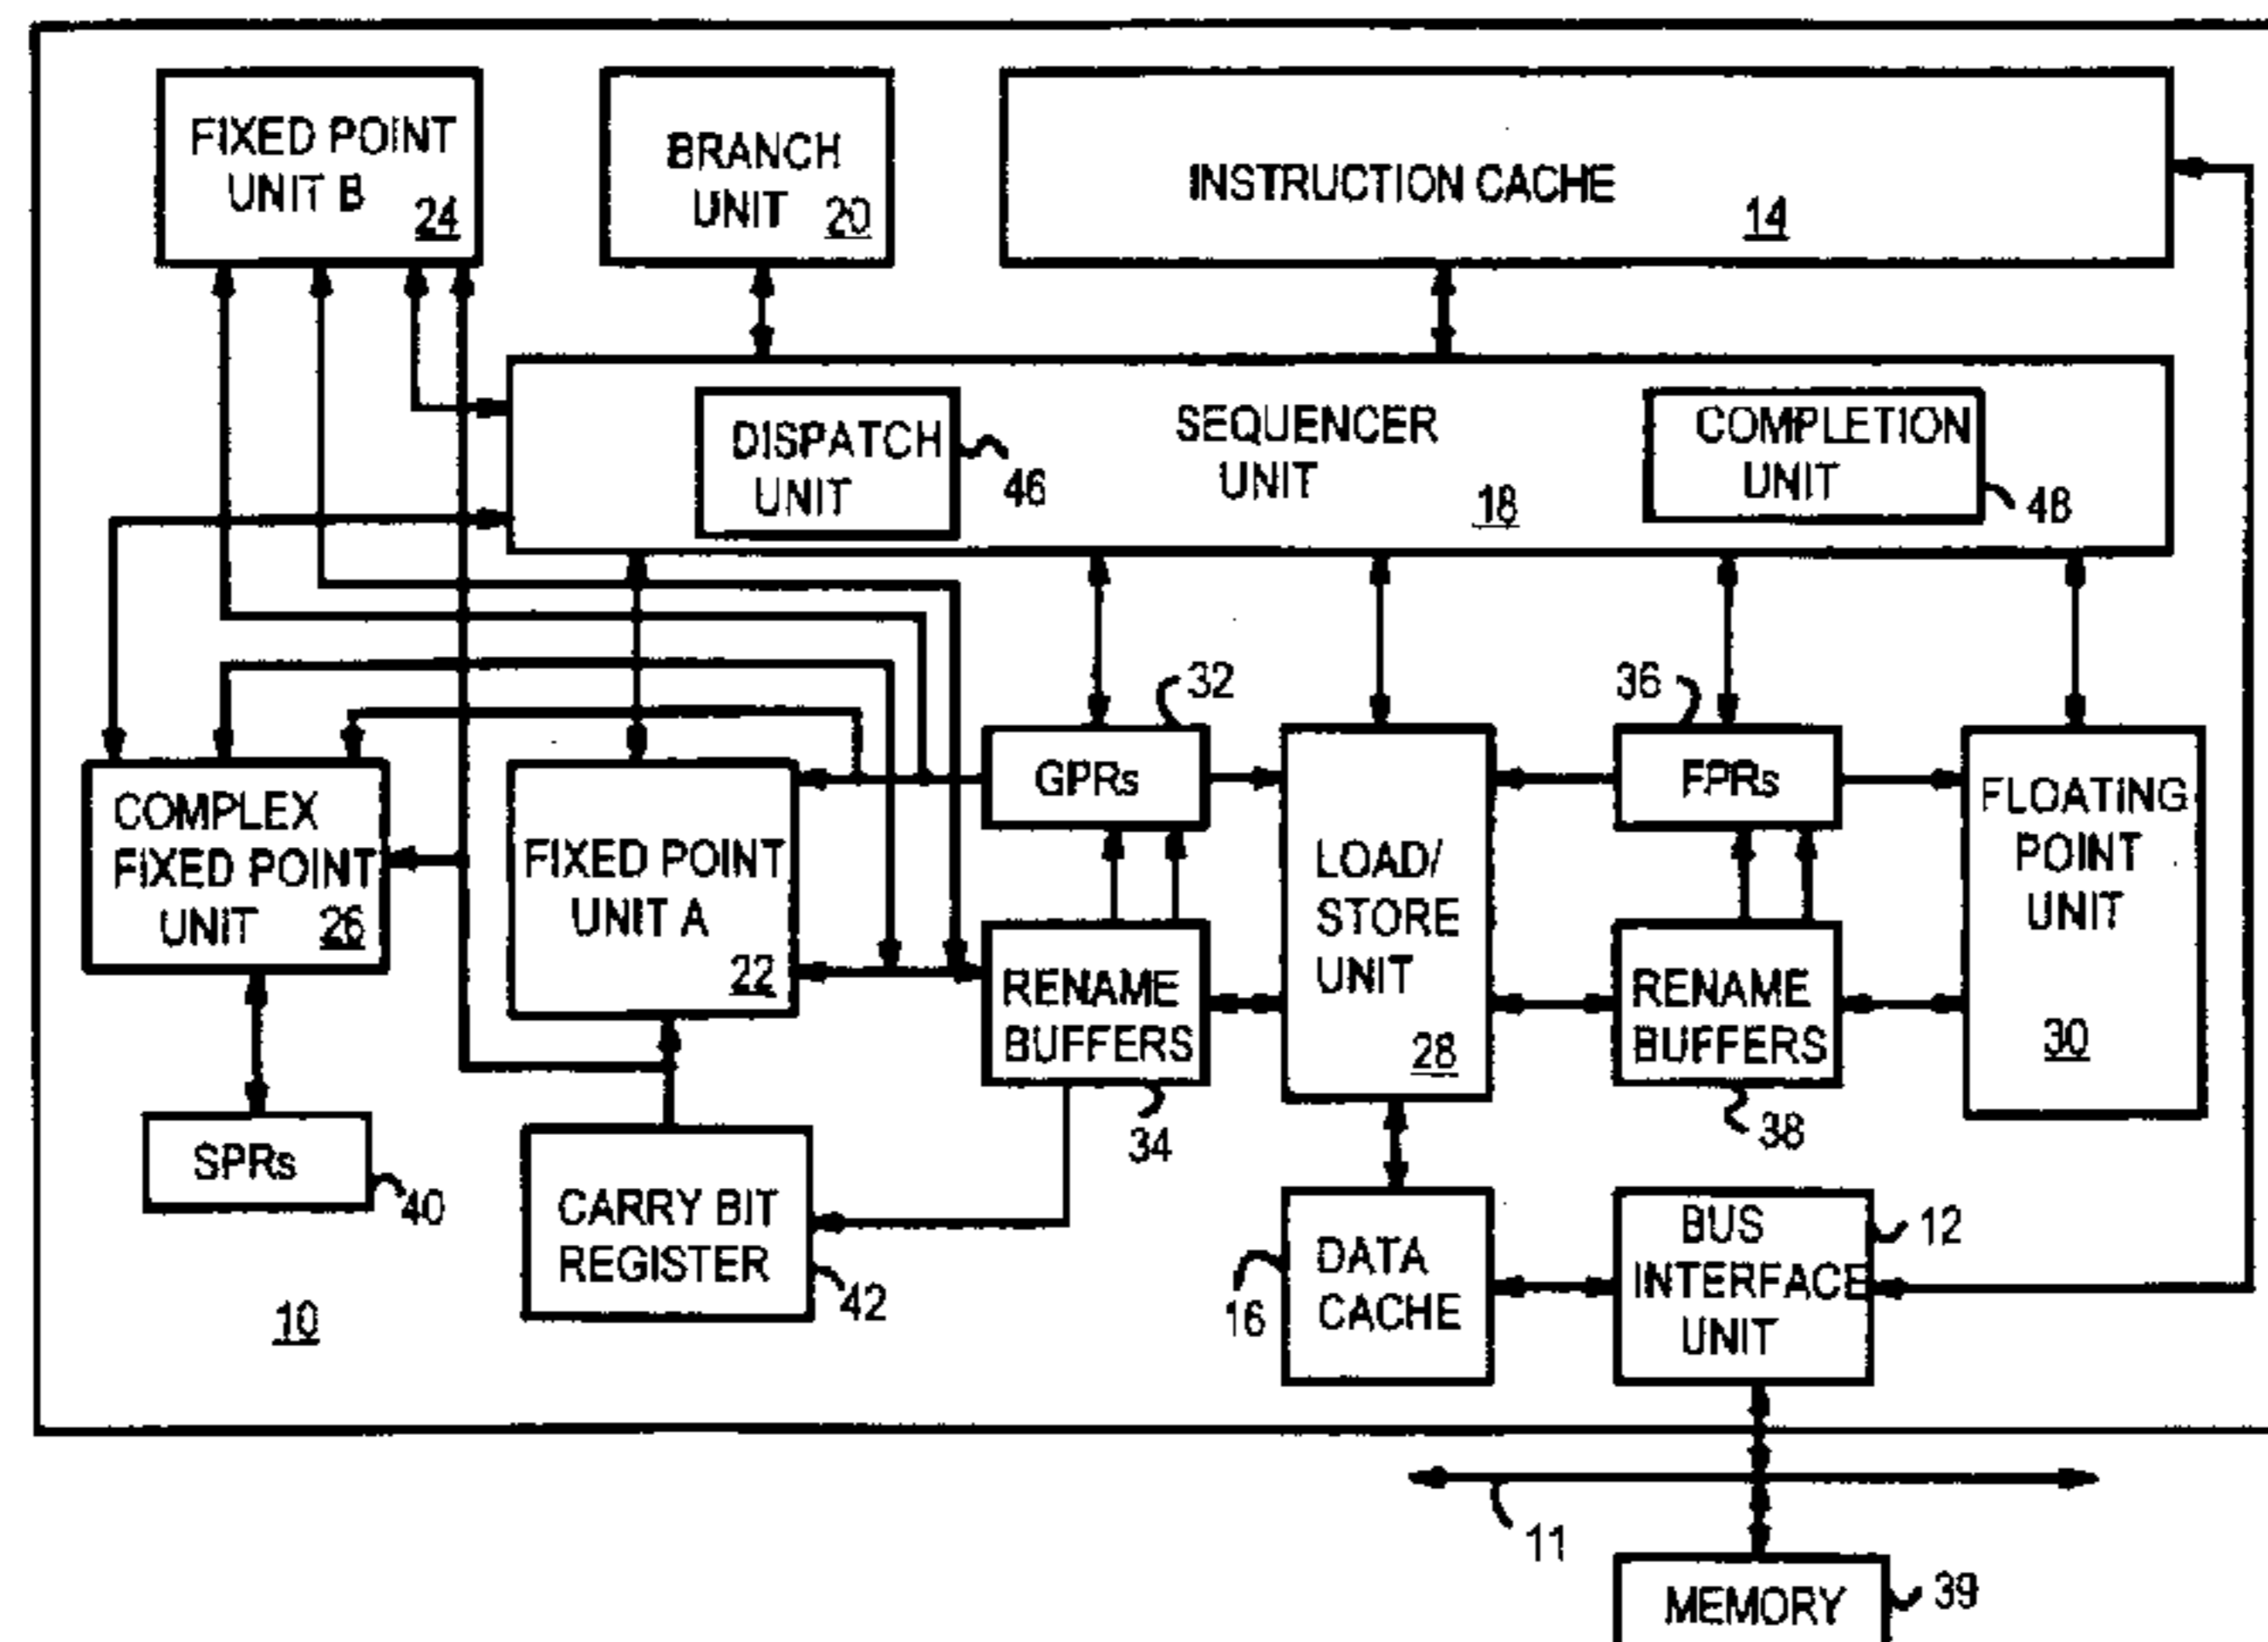 FIXED POINT
UNIT B
24
BRANCH
UNIT
20
INSTRUCTION CACHE
14
DISPATCH
UNIT
46
SEQUENCER
UNIT
18
COMPLETION
UNIT
48
32
36
COMPLEX
FIXED POINT
UNIT
26
FIXED POINT
UNIT A
22
GPRs
LOAD/
STORE
UNIT
28
FPRs
FLOATING
POINT
UNIT
30
RENAME
BUFFERS
34
RENAME
BUFFERS
38
SPRs
40
CARRY BIT
REGISTER
42
DATA
CACHE
16
BUS
INTERFACE
UNIT
12
10
11
MEMORY
39